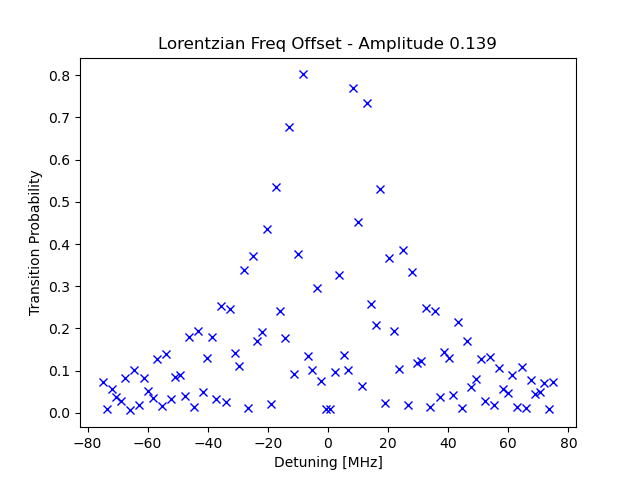 Lorentzian Freq Offset - Amplitude 0.139
Transition Probability
0.8
0.7
0.6
0.5
0.4
0.3
0.2
0.1
0.0
−80 −60 −40 −20 0 20 40 60 80
Detuning [MHz]